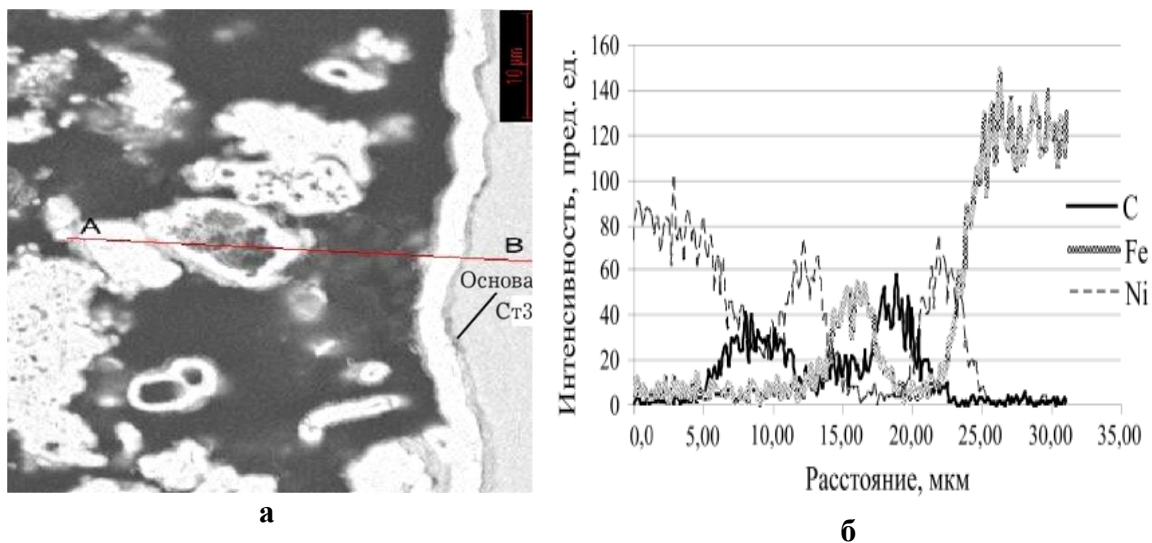 10 μm
А
В
Основа
Ст3
а
Интенсивность, пред. ед.
160
140
120
100
80
60
40
20
0
0,0 5,00 10,00 15,00 20,00 25,00 30,00 35,00
Расстояние, мкм
C
Fe
Ni
б